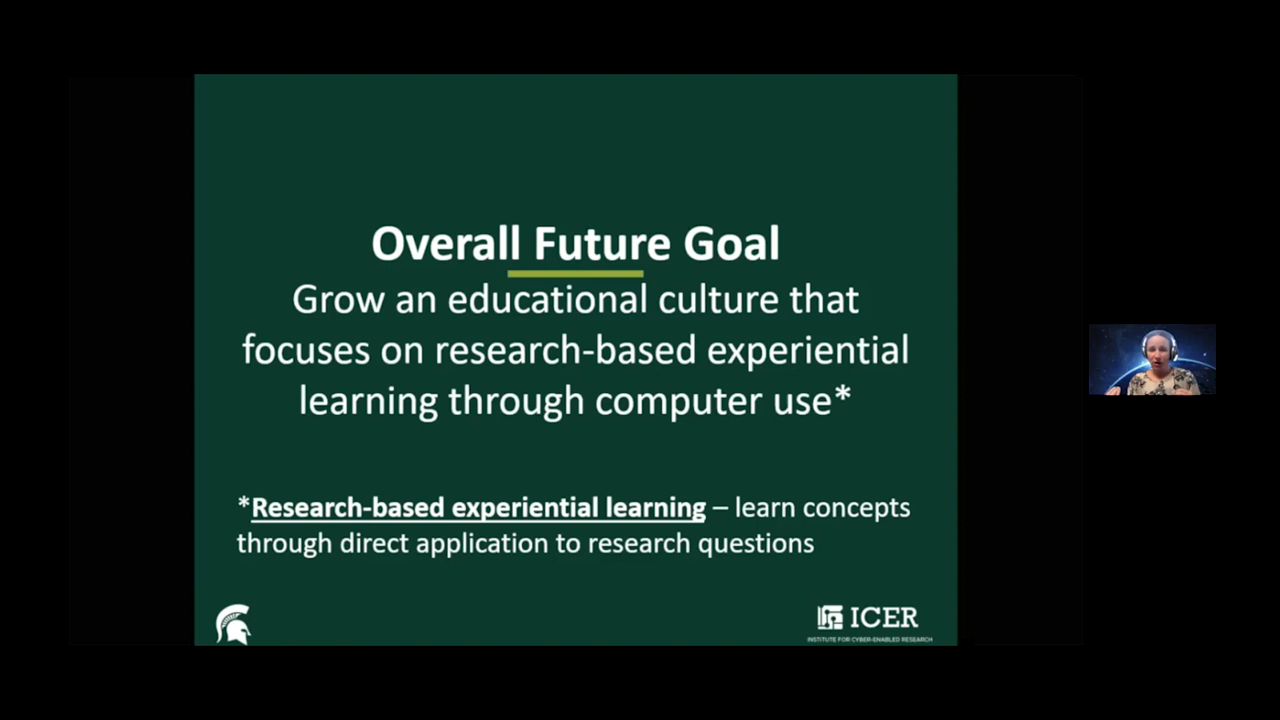 Overall Future Goal
Grow an educational culture that
focuses on research-based experiential
learning through computer use*
*Research-based experiential learning – learn concepts
through direct application to research questions
ICER
INSTITUTE FOR CYBER-ENABLED RESEARCH